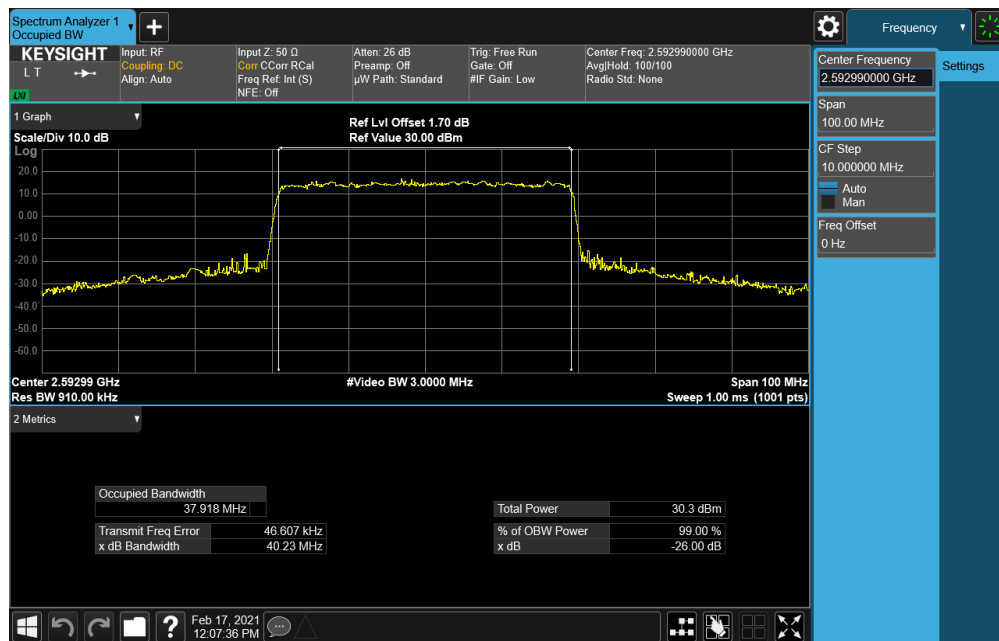 Spectrum Analyzer 1
Occupied BW
Frequency
KEYSIGHT
L T
LXI
Input: RF
Coupling: DC
Align: Auto
Input Z: 50 Ω
Corr CCorr RCal
Freq Ref: Int (S)
NFE: Off
Atten: 26 dB
Preamp: Off
µW Path: Standard
Trig: Free Run
Gate: Off
#IF Gain: Low
Center Freq: 2.592990000 GHz
Avg|Hold: 100/100
Radio Std: None
Center Frequency
2.592990000 GHz
Settings
Span
100.00 MHz
CF Step
10.000000 MHz
Auto
Man
Freq Offset
0 Hz
1 Graph
Scale/Div 10.0 dB
Ref Lvl Offset 1.70 dB
Ref Value 30.00 dBm
Log
20.0
10.0
0.00
-10.0
-20.0
-30.0
-40.0
-50.0
-60.0
Center 2.59299 GHz
Res BW 910.00 kHz
#Video BW 3.0000 MHz
Span 100 MHz
Sweep 1.00 ms (1001 pts)
2 Metrics
Occupied Bandwidth
37.918 MHz
Transmit Freq Error 46.607 kHz
x dB Bandwidth 40.23 MHz
Total Power 30.3 dBm
% of OBW Power 99.00 %
x dB -26.00 dB
?
Feb 17, 2021
12:07:36 PM